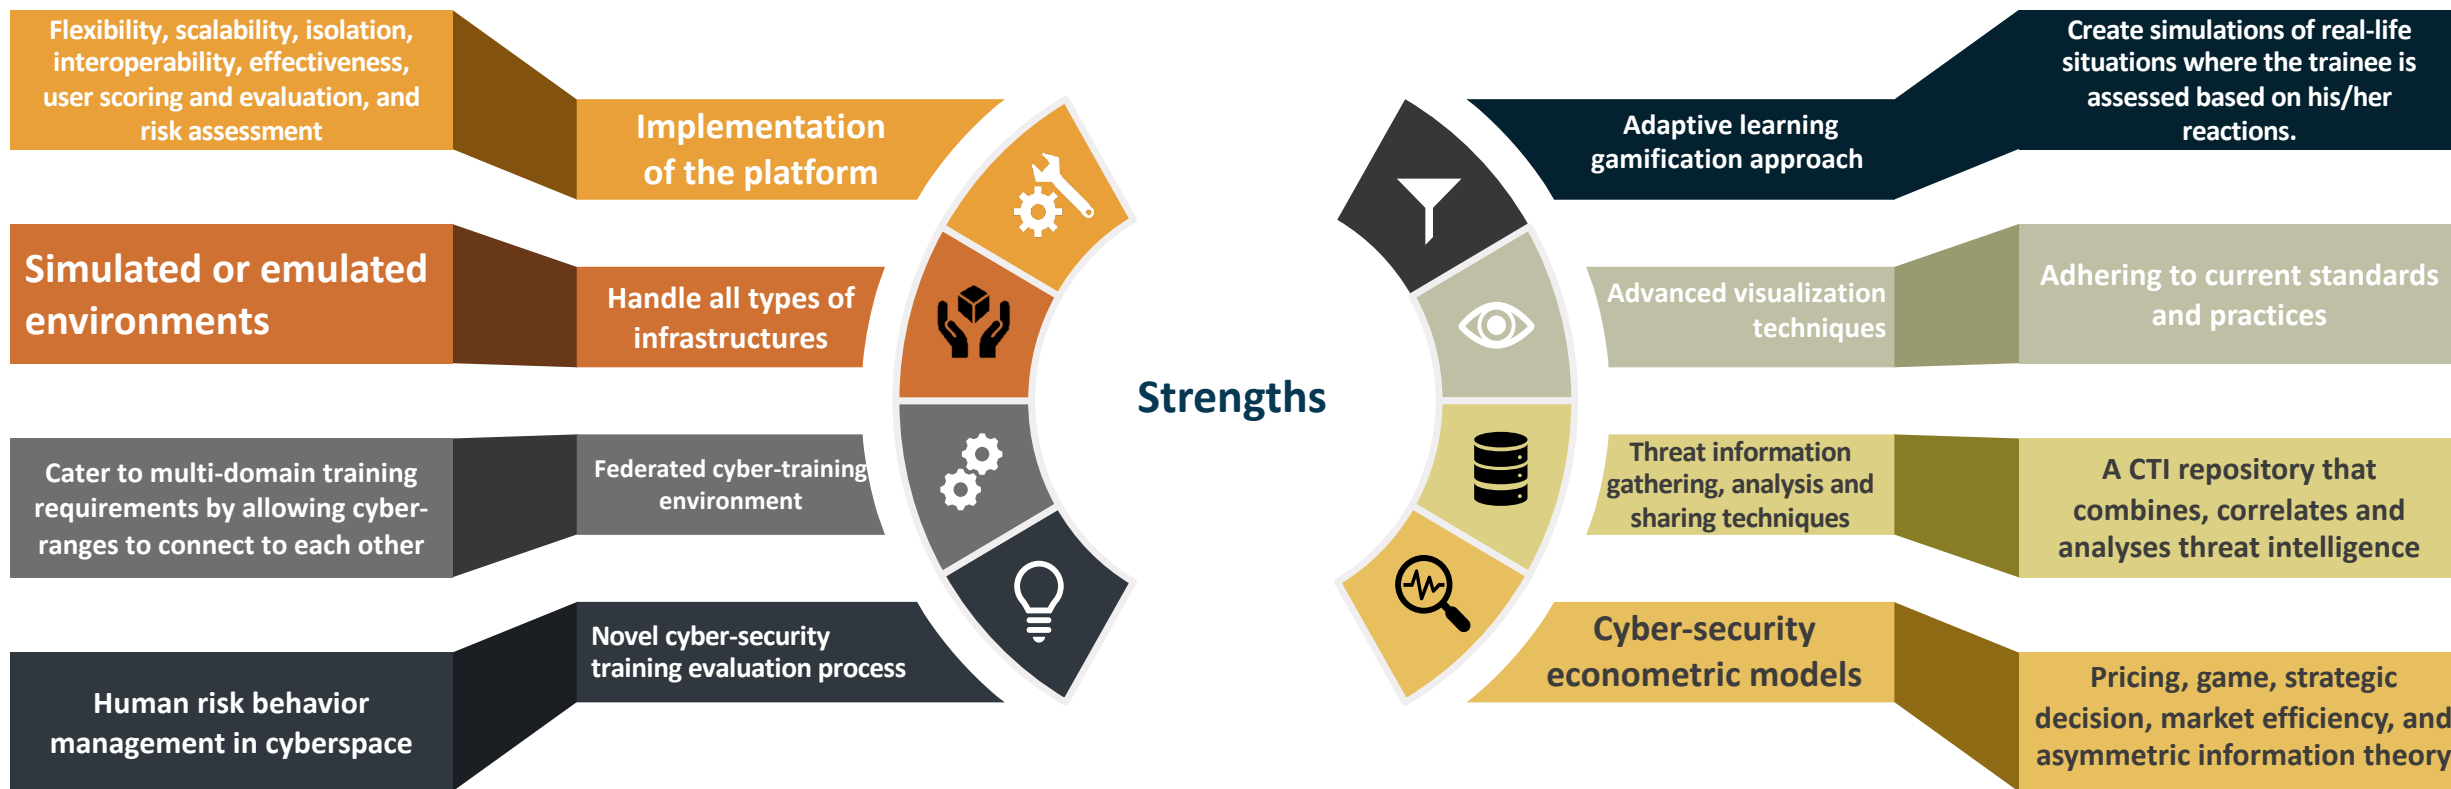 Flexibility, scalability, isolation,
interoperability, effectiveness,
user scoring and evaluation, and
risk assessment
Implementation
of the platform
Simulated or emulated
environments
Handle all types of
infrastructures
Cater to multi-domain training
requirements by allowing cyber-
ranges to connect to each other
Federated cyber-training
environment
Human risk behavior
management in cyberspace
Novel cyber-security
training evaluation process
Strengths
Adaptive learning
gamification approach
Create simulations of real-life
situations where the trainee is
assessed based on his/her
reactions.
Advanced visualization
techniques
Adhering to current standards
and practices
Threat information
gathering, analysis and
sharing techniques
A CTI repository that
combines, correlates and
analyses threat intelligence
Cyber-security
econometric models
Pricing, game, strategic
decision, market efficiency, and
asymmetric information theory